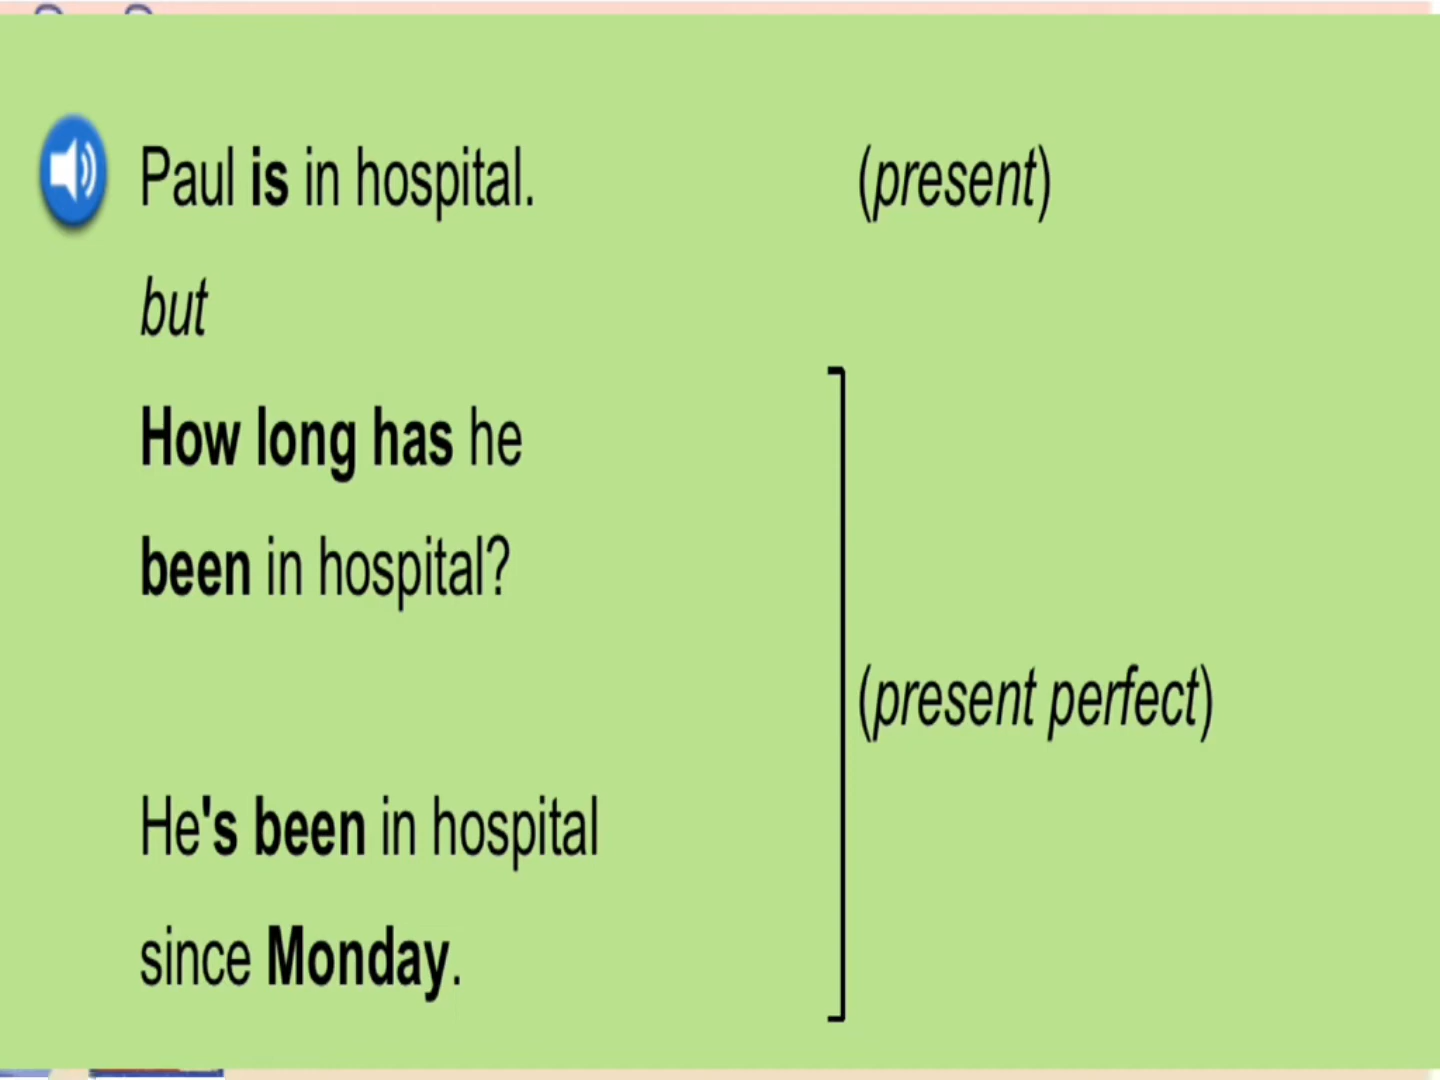 Paul is in hospital. (present)
but
How long has he
been in hospital?
(present perfect)
He's been in hospital
since Monday.